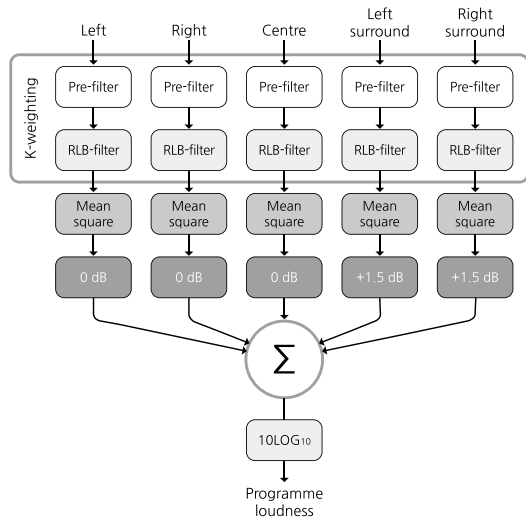 Left Right Centre Left surround Right surround
K-weighting
Pre-filter Pre-filter Pre-filter Pre-filter Pre-filter
RLB-filter RLB-filter RLB-filter RLB-filter RLB-filter
Mean square Mean square Mean square Mean square Mean square
0 dB 0 dB 0 dB +1,5 dB +1,5 dB
Σ
10LOG10
Programme
loudness